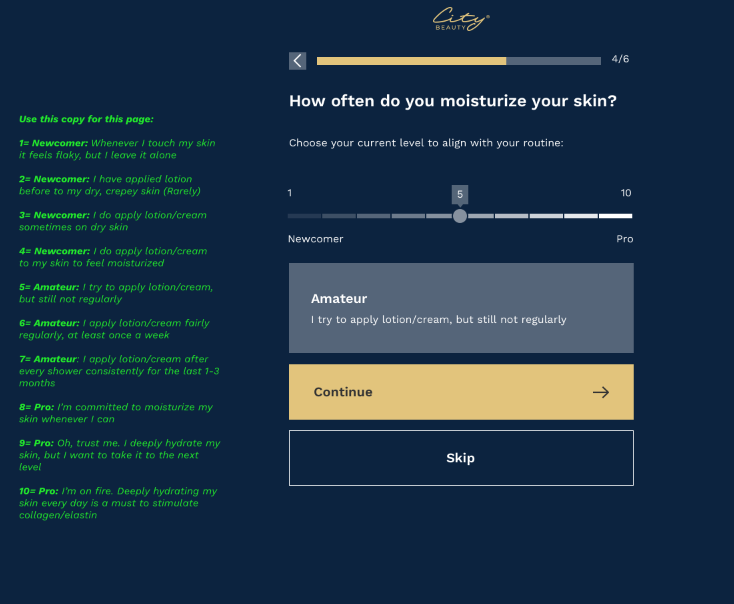 City®
BEAUTY
4/6
How often do you moisturize your skin?
Choose your current level to align with your routine:
1
5
10
Newcomer
Pro
Amateur
I try to apply lotion/cream, but still not regularly
Continue
Skip
Use this copy for this page:
1= Newcomer: Whenever I touch my skin
it feels flaky, but I leave it alone
2= Newcomer: I have applied lotion
before to my dry, crepey skin (Rarely)
3= Newcomer: I do apply lotion/cream
sometimes on dry skin
4= Newcomer: I do apply lotion/cream
to my skin to feel moisturized
5= Amateur: I try to apply lotion/cream,
but still not regularly
6= Amateur: I apply lotion/cream fairly
regularly, at least once a week
7= Amateur: I apply lotion/cream after
every shower consistently for the last 1-3
months
8= Pro: I'm committed to moisturize my
skin whenever I can
9= Pro: Oh, trust me. I deeply hydrate my
skin, but I want to take it to the next
level
10= Pro: I'm on fire. Deeply hydrating my
skin every day is a must to stimulate
collagen/elastin